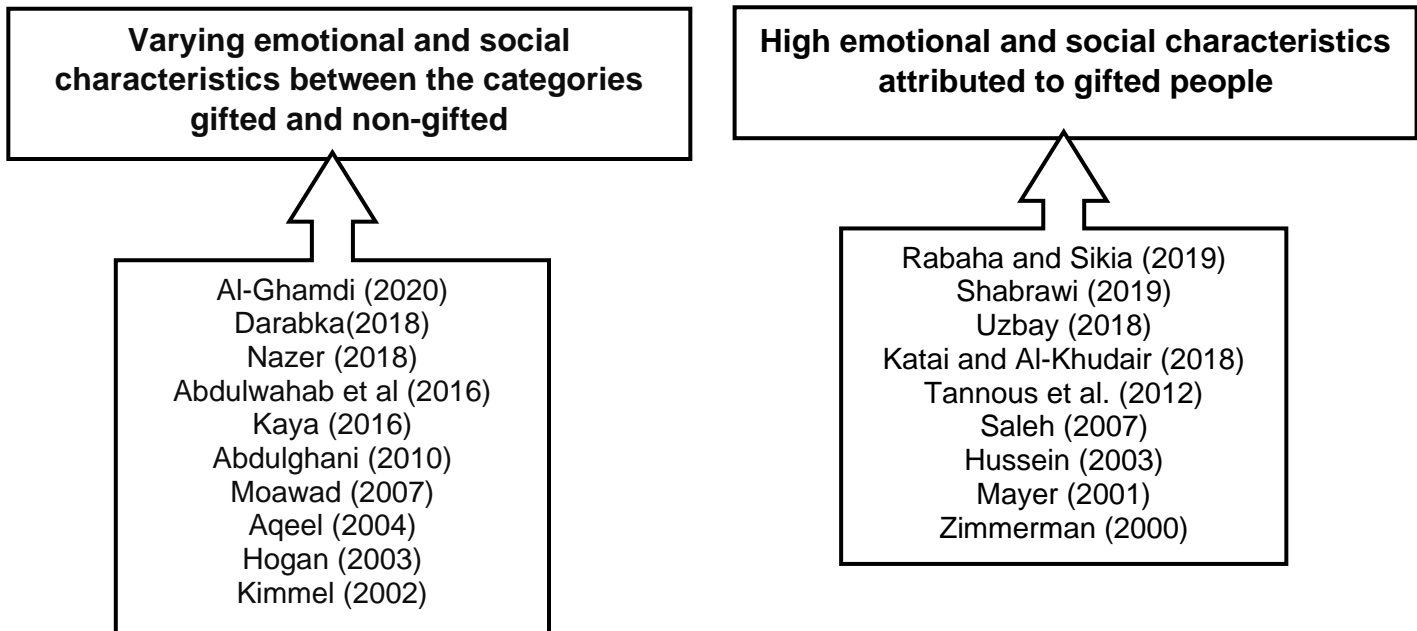 Varying emotional and social
characteristics between the categories
gifted and non-gifted
Al-Ghamdi (2020)
Darabka(2018)
Nazer (2018)
Abdulwahab et al (2016)
Kaya (2016)
Abdulghani (2010)
Moawad (2007)
Aqeel (2004)
Hogan (2003)
Kimmel (2002)
High emotional and social characteristics
attributed to gifted people
Rabaha and Sikia (2019)
Shabrawi (2019)
Uzbay (2018)
Katai and Al-Khudair (2018)
Tannous et al. (2012)
Saleh (2007)
Hussein (2003)
Mayer (2001)
Zimmerman (2000)